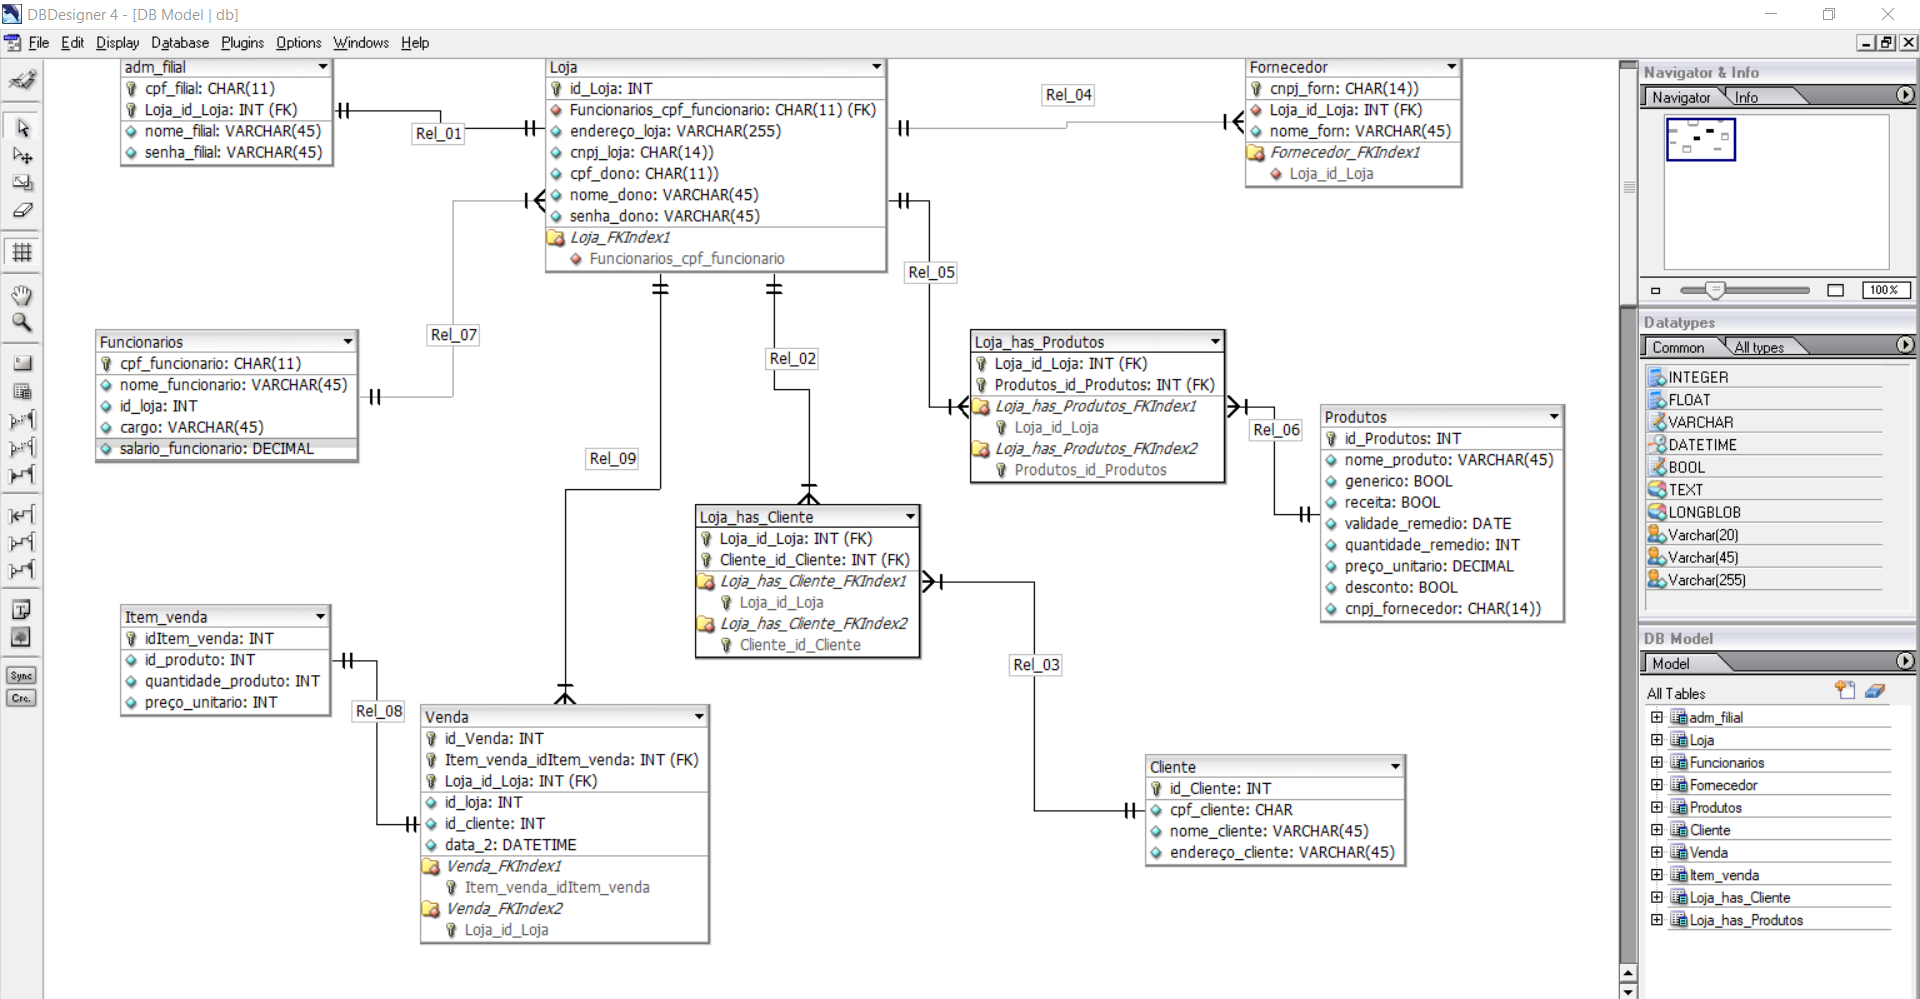 DBDesigner 4 - [DB Model | db]
File Edit Display Database Plugins Options Windows Help
adm_filial
cpf_filial: CHAR(11)
Loja_id_Loja: INT (FK)
nome_filial: VARCHAR(45)
senha_filial: VARCHAR(45)
Rel_01
Loja
id_Loja: INT
Funcionarios_cpf_funcionario: CHAR(11) (FK)
endereço_loja: VARCHAR(255)
cnpj_loja: CHAR(14))
cpf_dono: CHAR(11))
nome_dono: VARCHAR(45)
senha_dono: VARCHAR(45)
Loja_FKIndex1
Funcionarios_cpf_funcionario
Rel_04
Fornecedor
cnpj_forn: CHAR(14))
Loja_id_Loja: INT (FK)
nome_forn: VARCHAR(45)
Fornecedor_FKIndex1
Loja_id_Loja
Rel_05
Rel_07
Rel_02
Funcionarios
cpf_funcionario: CHAR(11)
nome_funcionario: VARCHAR(45)
id_loja: INT
cargo: VARCHAR(45)
salario_funcionario: DECIMAL
Loja_has_Produtos
Loja_id_Loja: INT (FK)
Produtos_id_Produtos: INT (FK)
Loja_has_Produtos_FKIndex1
Loja_id_Loja
Loja_has_Produtos_FKIndex2
Produtos_id_Produtos
Rel_06
Produtos
id_Produtos: INT
nome_produto: VARCHAR(45)
generico: BOOL
receita: BOOL
validade_remedio: DATE
quantidade_remedio: INT
preço_unitario: DECIMAL
desconto: BOOL
cnpj_fornecedor: CHAR(14))
Rel_09
Loja_has_Cliente
Loja_id_Loja: INT (FK)
Cliente_id_Cliente: INT (FK)
Loja_has_Cliente_FKIndex1
Loja_id_Loja
Loja_has_Cliente_FKIndex2
Cliente_id_Cliente
Rel_03
Item_venda
idItem_venda: INT
id_produto: INT
quantidade_produto: INT
preço_unitario: INT
Rel_08
Venda
id_Venda: INT
Item_venda_idItem_venda: INT (FK)
Loja_id_Loja: INT (FK)
id_loja: INT
id_cliente: INT
data_2: DATETIME
Venda_FKIndex1
Item_venda_idItem_venda
Venda_FKIndex2
Loja_id_Loja
Cliente
id_Cliente: INT
cpf_cliente: CHAR
nome_cliente: VARCHAR(45)
endereço_cliente: VARCHAR(45)
Sync
Cre.
Navigator & Info
Navigator Info
100%
Datatypes
Common All types
INTEGER
FLOAT
VARCHAR
DATETIME
BOOL
TEXT
LONGBLOB
Varchar(20)
Varchar(45)
Varchar(255)
DB Model
Model
All Tables
adm_filial
Loja
Funcionarios
Fornecedor
Produtos
Cliente
Venda
Item_venda
Loja_has_Cliente
Loja_has_Produtos